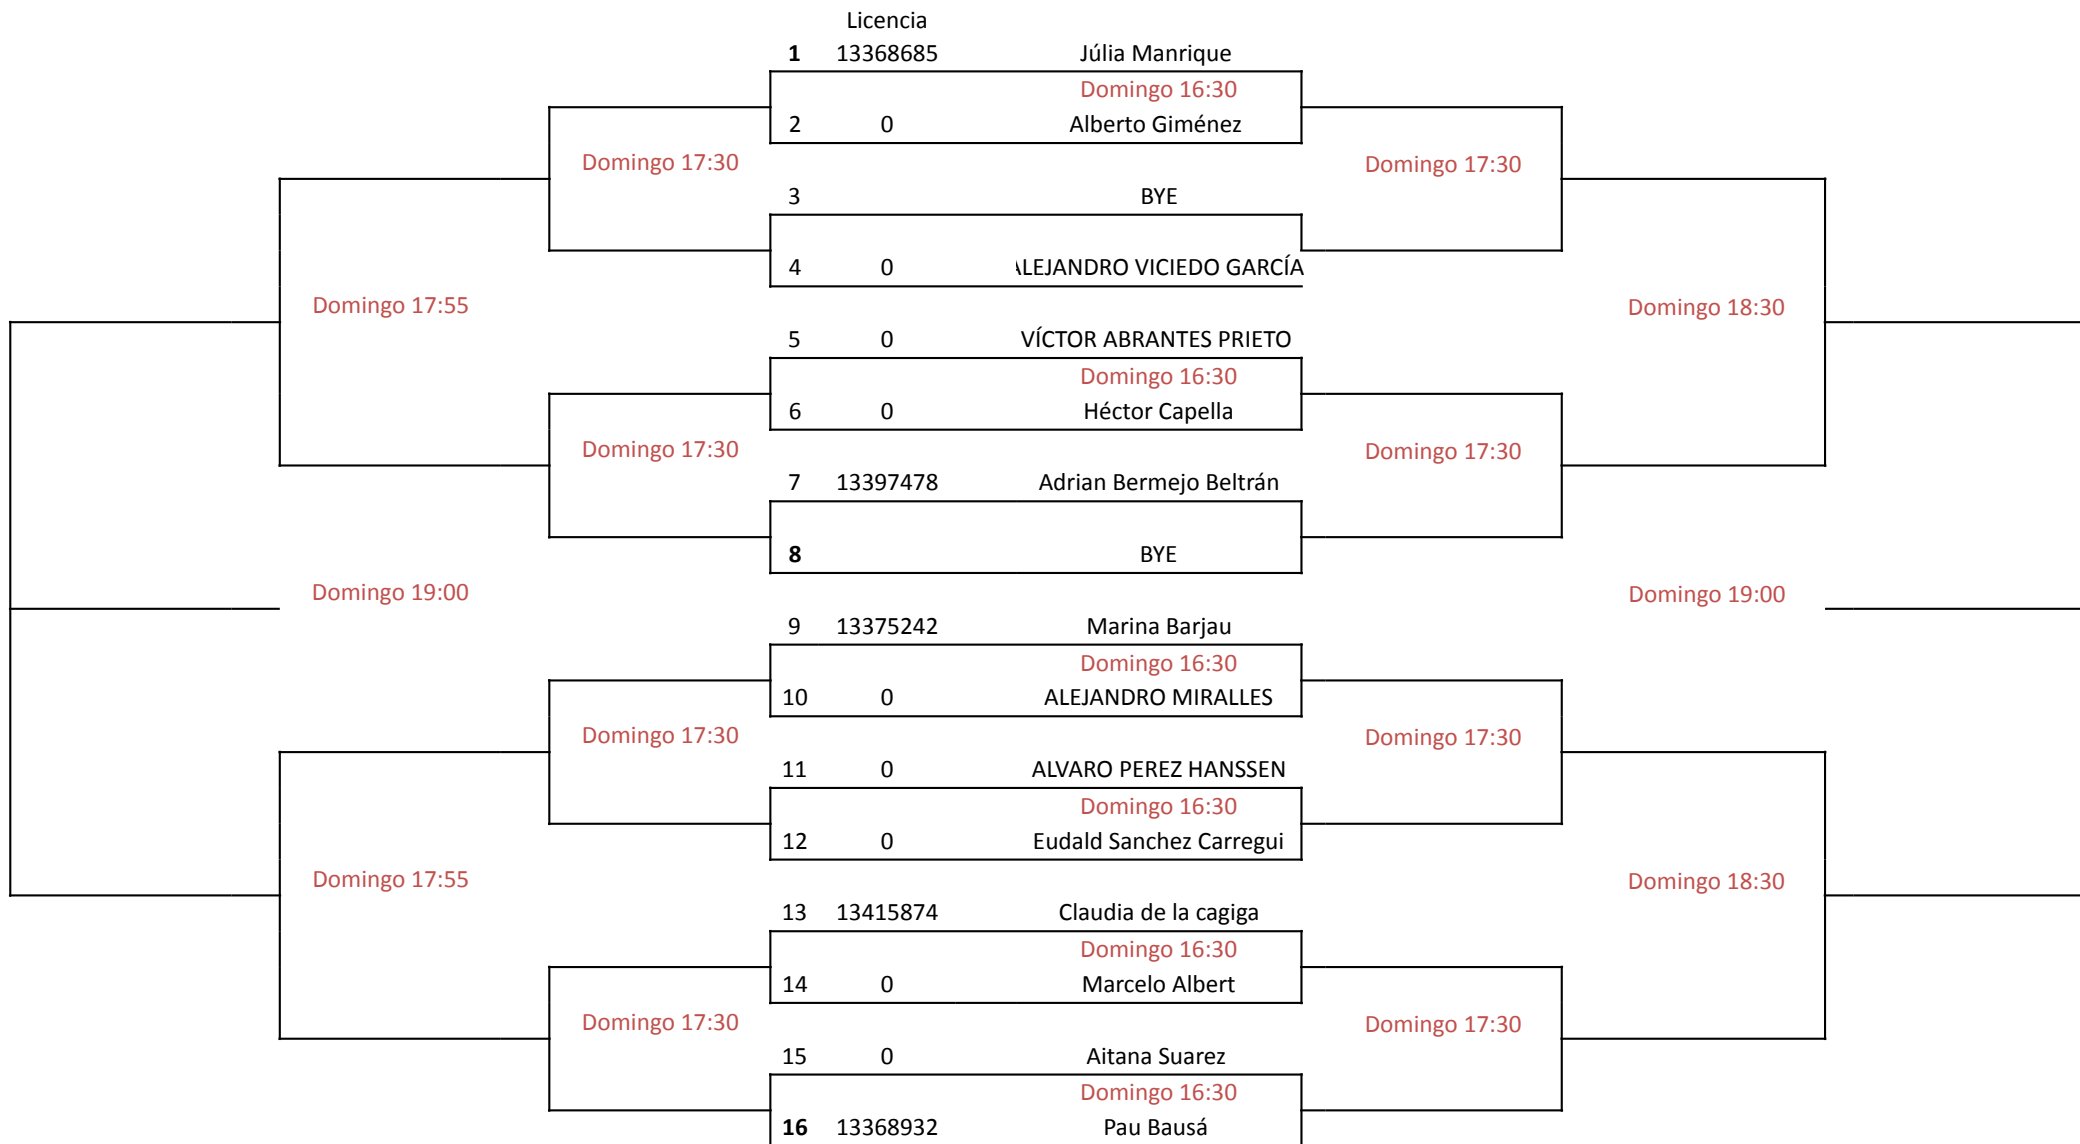 Licencia
1 13368685 Júlia Manrique
Domingo 16:30
2 0 Alberto Giménez
Domingo 17:30 Domingo 17:30
3 BYE
4 0 LEJANDRO VICIEDO GARCÍA
Domingo 17:55 Domingo 18:30
5 0 VÍCTOR ABRANTES PRIETO
Domingo 16:30
6 0 Héctor Capella
Domingo 17:30 Domingo 17:30
7 13397478 Adrian Bermejo Beltrán
8 BYE
Domingo 19:00 Domingo 19:00
9 13375242 Marina Barjau
Domingo 16:30
10 0 ALEJANDRO MIRALLES
Domingo 17:30 Domingo 17:30
11 0 ALVARO PEREZ HANSSEN
Domingo 16:30
12 0 Eudald Sanchez Carregui
Domingo 17:55 Domingo 18:30
13 13415874 Claudia de la cagiga
Domingo 16:30
14 0 Marcelo Albert
Domingo 17:30 Domingo 17:30
15 0 Aitana Suarez
Domingo 16:30
16 13368932 Pau Bausá